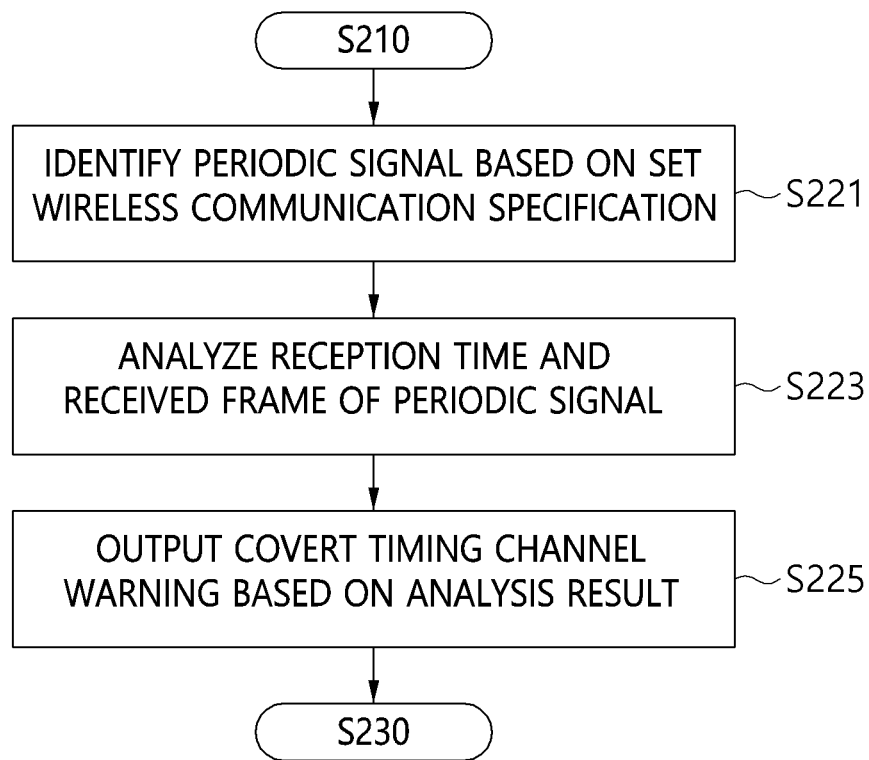 S210
IDENTIFY PERIODIC SIGNAL BASED ON SET
WIRELESS COMMUNICATION SPECIFICATION
S221
ANALYZE RECEPTION TIME AND
RECEIVED FRAME OF PERIODIC SIGNAL
S223
OUTPUT COVERT TIMING CHANNEL
WARNING BASED ON ANALYSIS RESULT
S225
S230